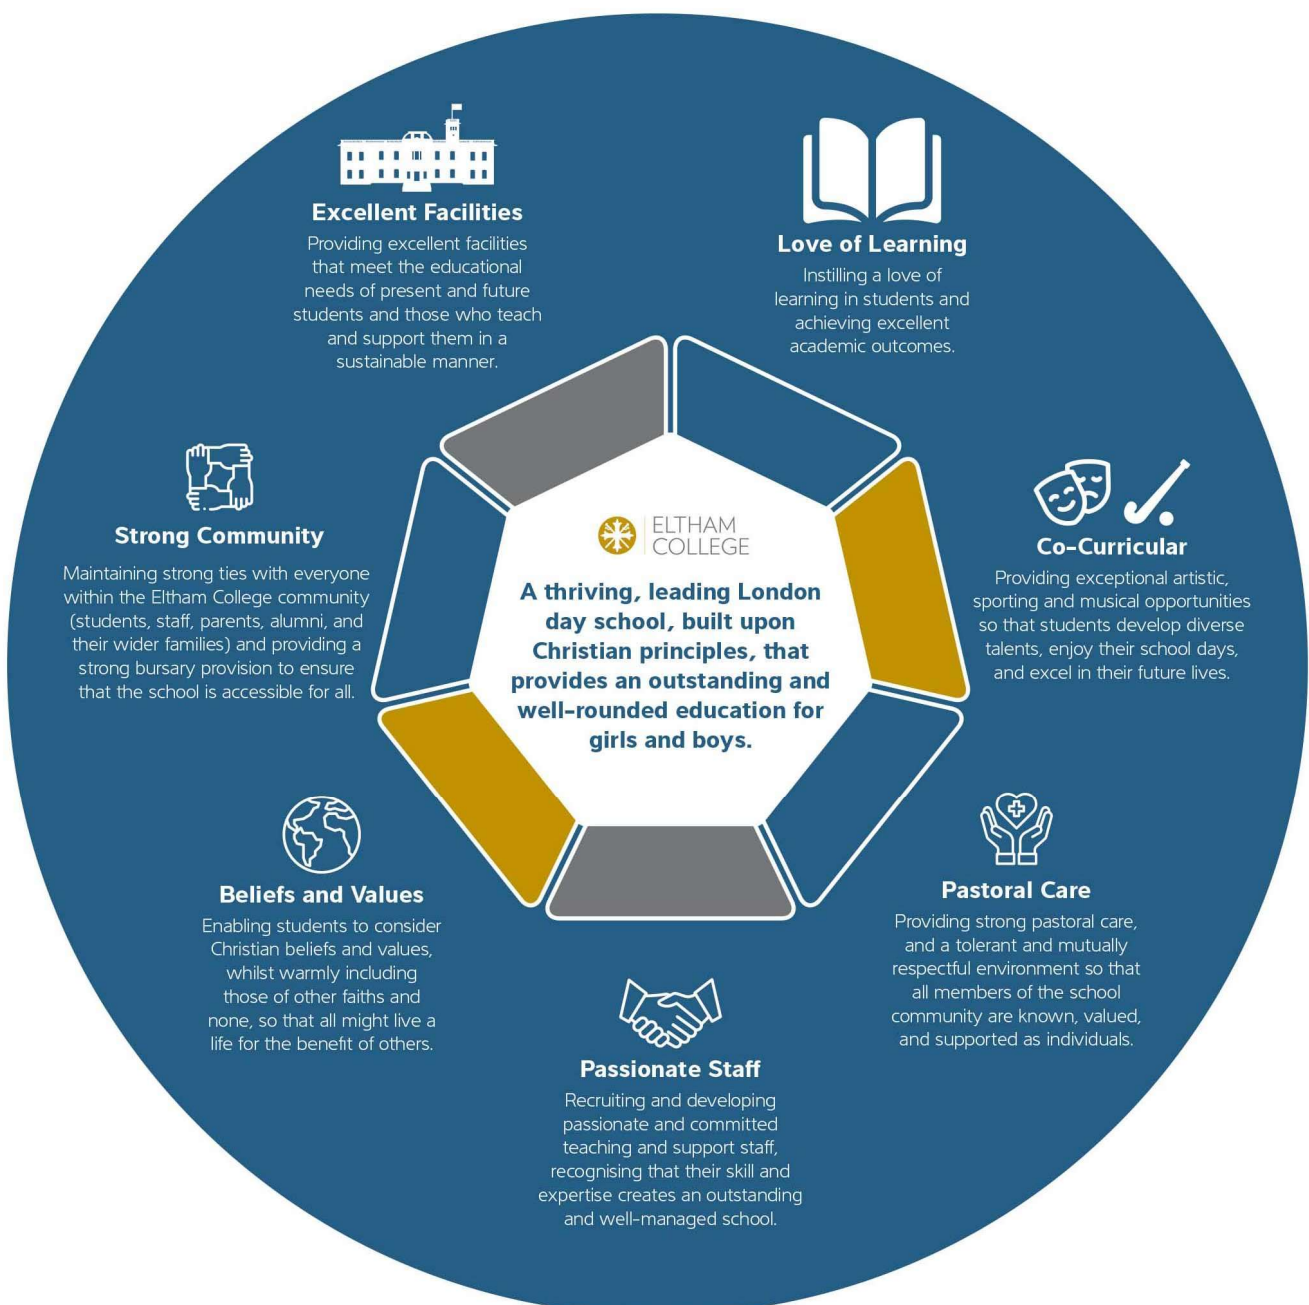 Excellent Facilities
Providing excellent facilities
that meet the educational
needs of present and future
students and those who teach
and support them in a
sustainable manner.
Love of Learning
Instilling a love of
learning in students and
achieving excellent
academic outcomes.
Strong Community
Maintaining strong ties with everyone
within the Eltham College community
(students, staff, parents, alumni, and
their wider families) and providing a
strong bursary provision to ensure
that the school is accessible for all.
ELTHAM
COLLEGE
A thriving, leading London
day school, built upon
Christian principles, that
provides an outstanding and
well-rounded education for
girls and boys.
Co-Curricular
Providing exceptional artistic,
sporting and musical opportunities
so that students develop diverse
talents, enjoy their school days,
and excel in their future lives.
Beliefs and Values
Enabling students to consider
Christian beliefs and values,
whilst warmly including
those of other faiths and
none, so that all might live a
life for the benefit of others.
Pastoral Care
Providing strong pastoral care,
and a tolerant and mutually
respectful environment so that
all members of the school
community are known, valued,
and supported as individuals.
Passionate Staff
Recruiting and developing
passionate and committed
teaching and support staff,
recognising that their skill and
expertise creates an outstanding
and well-managed school.